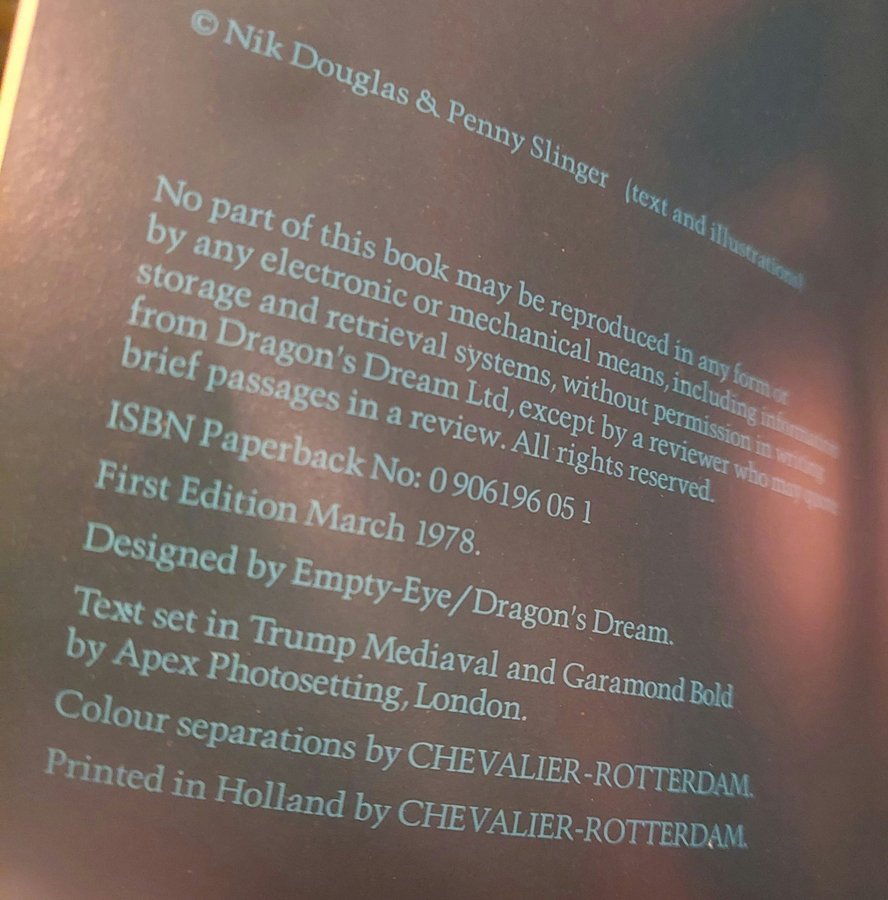 © Nik Douglas & Penny Slinger (text and illustrations)
No part of this book may be reproduced in any form or
by any electronic or mechanical means, including information
storage and retrieval systems, without permission in writing
from Dragon's Dream Ltd, except by a reviewer who may quote
brief passages in a review. All rights reserved.
ISBN Paperback No: 0 906196 05 1
First Edition March 1978.
Designed by Empty-Eye/Dragon's Dream.
Text set in Trump Mediaval and Garamond Bold
by Apex Photosetting, London.
Colour separations by CHEVALIER-ROTTERDAM.
Printed in Holland by CHEVALIER-ROTTERDAM.